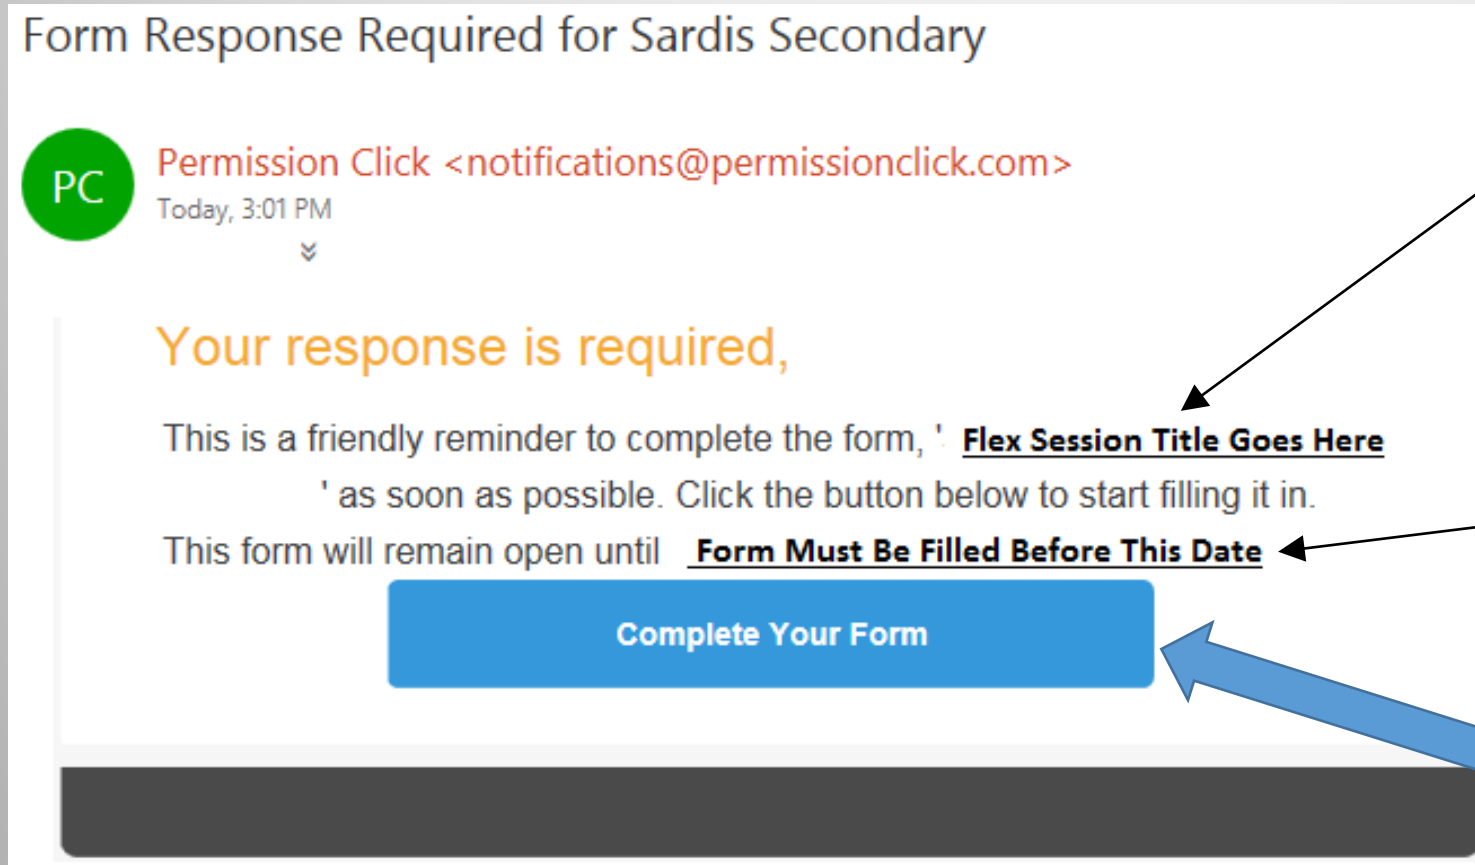 Form Response Required for Sardis Secondary
PC
Permission Click <notifications@permissionclick.com>
Today, 3:01 PM
Your response is required,
This is a friendly reminder to complete the form, ' Flex Session Title Goes Here
' as soon as possible. Click the button below to start filling it in.
This form will remain open until Form Must Be Filled Before This Date
Complete Your Form